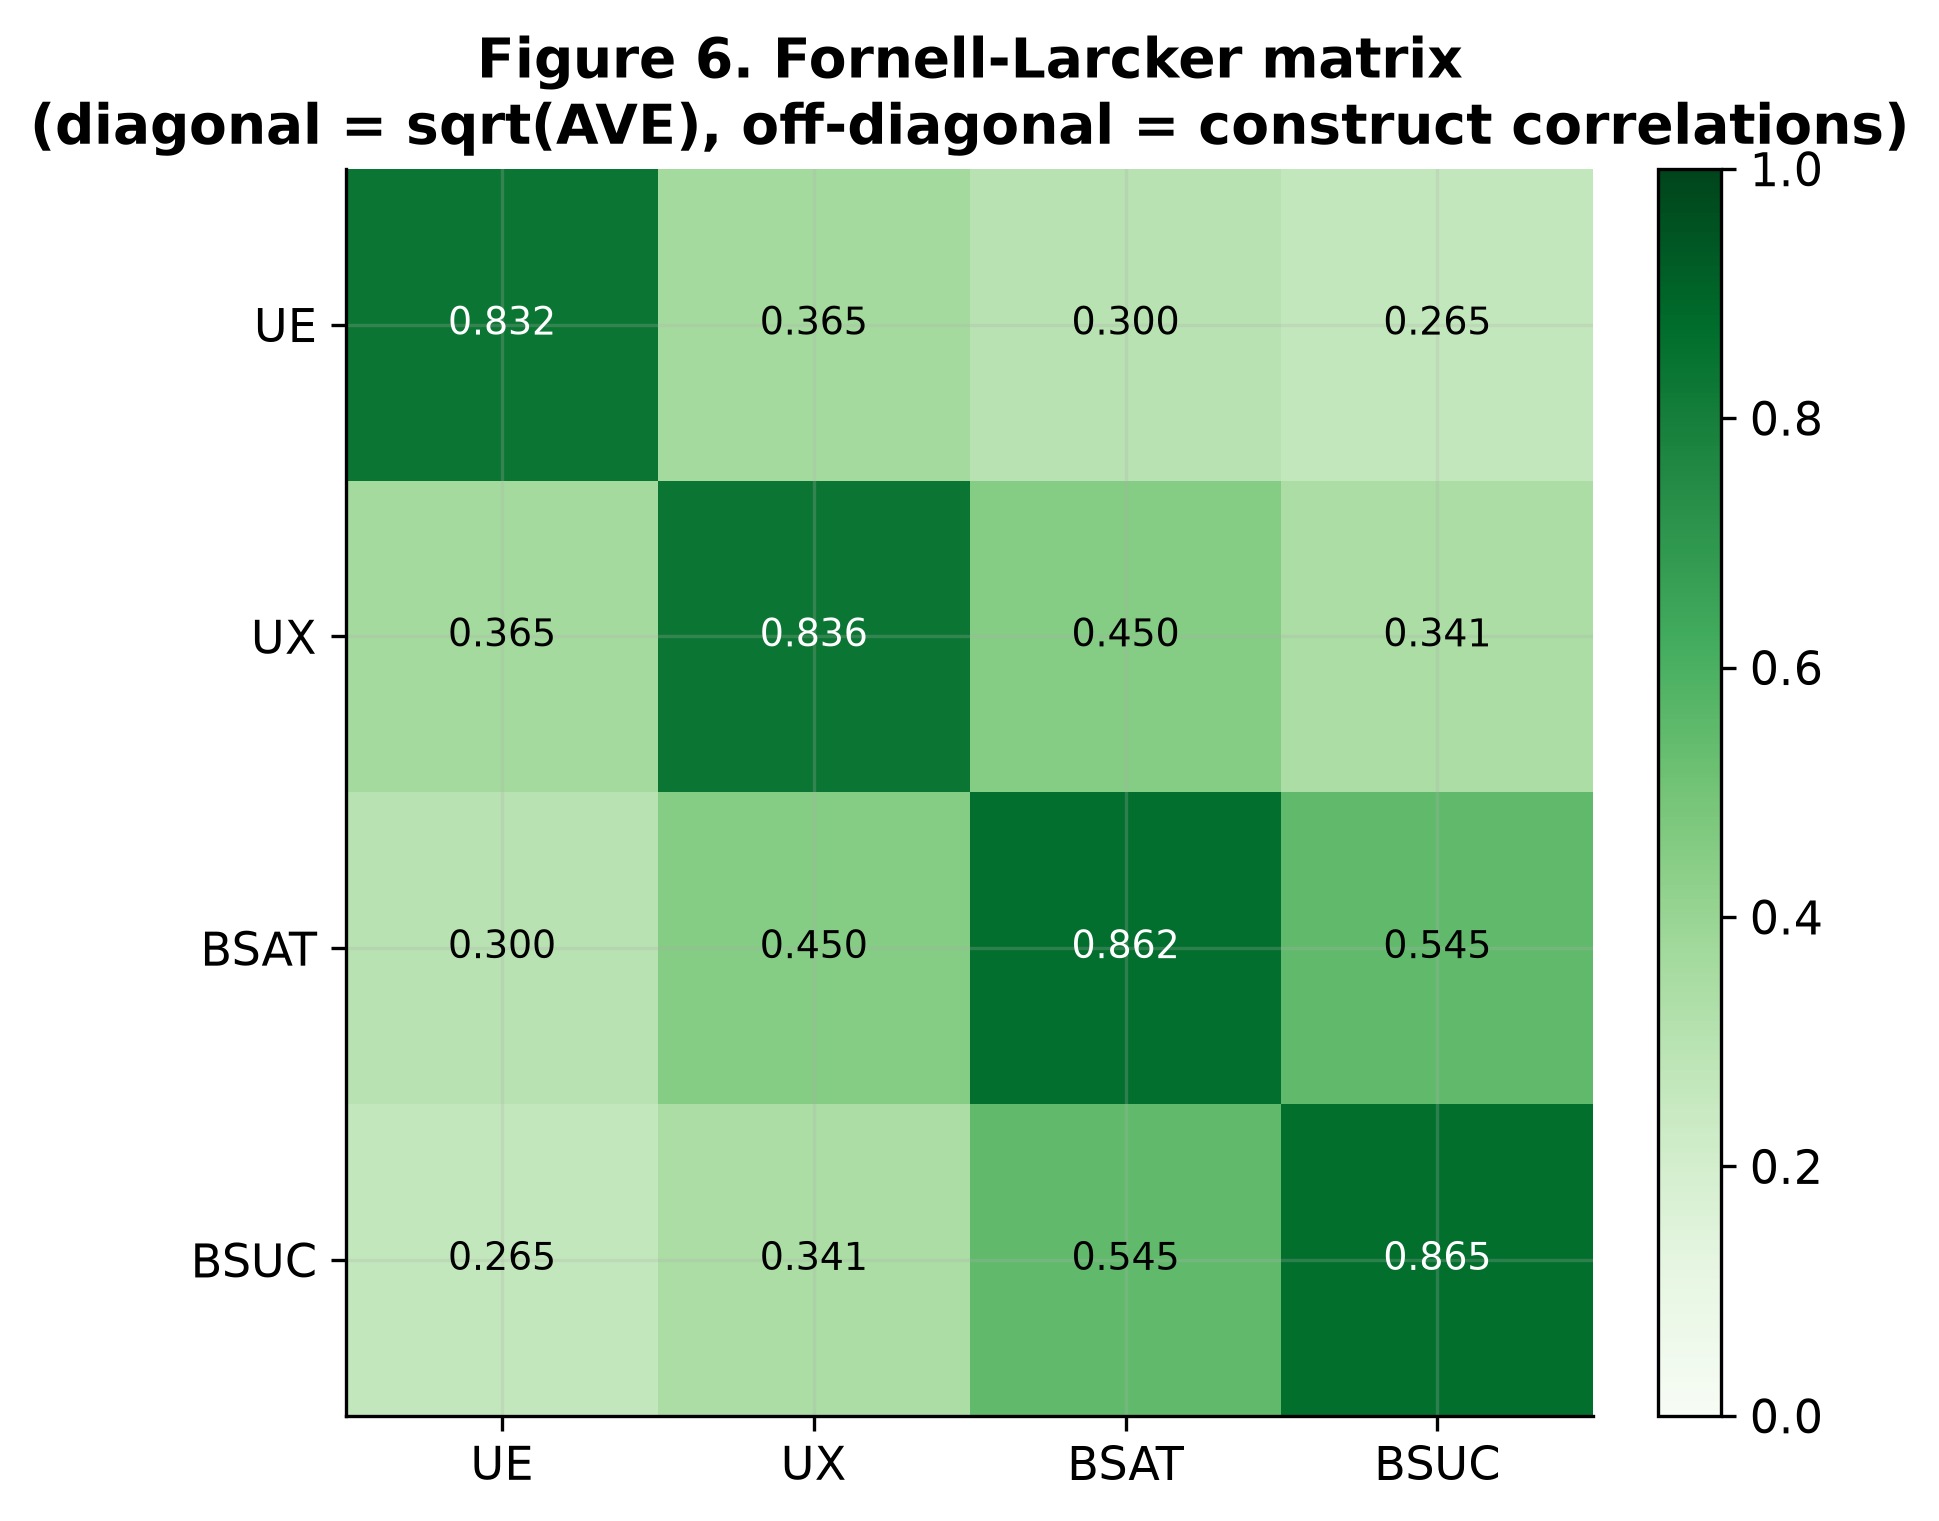 Figure 6. Fornell-Larcker matrix
(diagonal = sqrt(AVE), off-diagonal = construct correlations)
1.0
UE 0.832 0.365 0.300 0.265
0.8
UX 0.365 0.836 0.450 0.341
0.6
BSAT 0.300 0.450 0.862 0.545
0.4
0.2
BSUC 0.265 0.341 0.545 0.865
0.0
UE UX BSAT BSUC